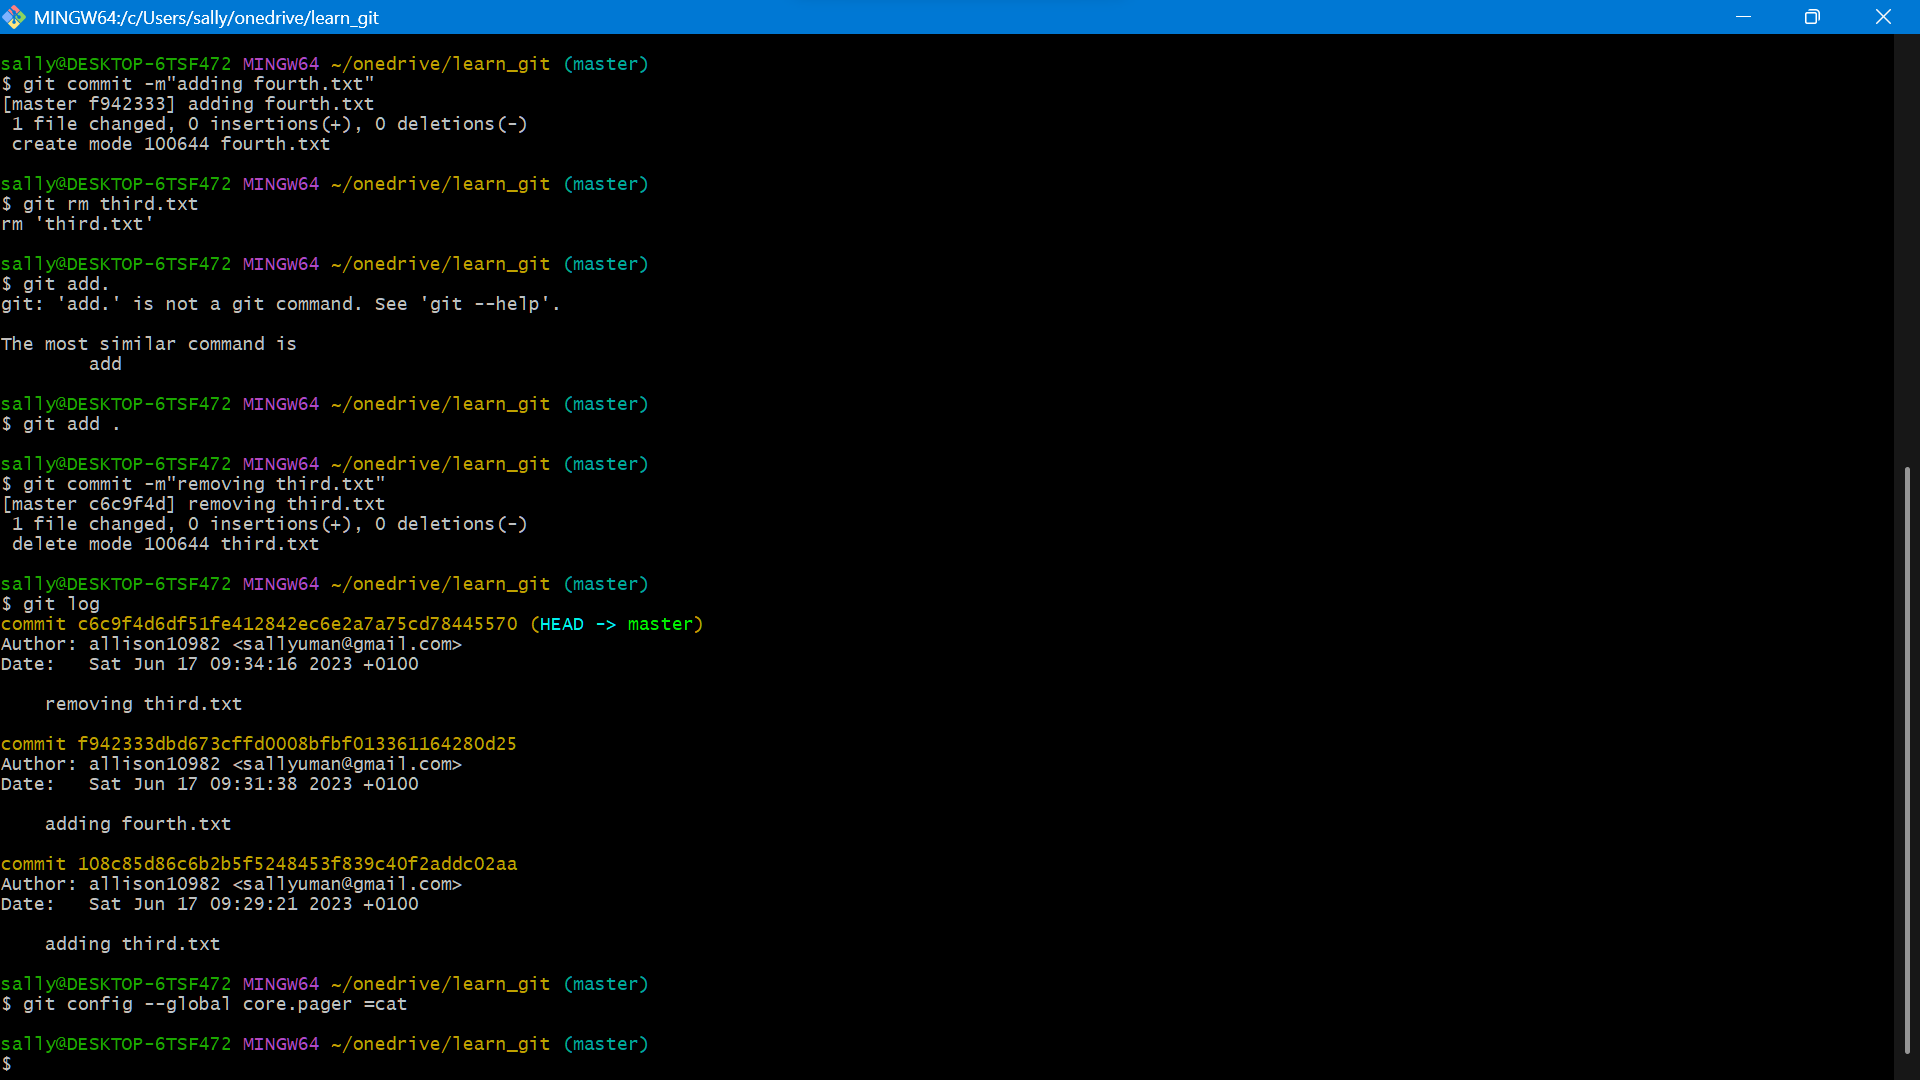 MINGW64:/c/Users/sally/onedrive/learn_git
sally@DESKTOP-6TSF472 MINGW64 ~/onedrive/learn_git (master)
$ git commit -m"adding fourth.txt"
[master f942333] adding fourth.txt
 1 file changed, 0 insertions(+), 0 deletions(-)
 create mode 100644 fourth.txt
sally@DESKTOP-6TSF472 MINGW64 ~/onedrive/learn_git (master)
$ git rm third.txt
rm 'third.txt'
sally@DESKTOP-6TSF472 MINGW64 ~/onedrive/learn_git (master)
$ git add.
git: 'add.' is not a git command. See 'git --help'.
The most similar command is
        add
sally@DESKTOP-6TSF472 MINGW64 ~/onedrive/learn_git (master)
$ git add .
sally@DESKTOP-6TSF472 MINGW64 ~/onedrive/learn_git (master)
$ git commit -m"removing third.txt"
[master c6c9f4d] removing third.txt
 1 file changed, 0 insertions(+), 0 deletions(-)
 delete mode 100644 third.txt
sally@DESKTOP-6TSF472 MINGW64 ~/onedrive/learn_git (master)
$ git log
commit c6c9f4d6df51fe412842ec6e2a7a75cd78445570 (HEAD -> master)
Author: allison10982 <sallyuman@gmail.com>
Date:   Sat Jun 17 09:34:16 2023 +0100
    removing third.txt
commit f942333dbd673cffd0008bfbf013361164280d25
Author: allison10982 <sallyuman@gmail.com>
Date:   Sat Jun 17 09:31:38 2023 +0100
    adding fourth.txt
commit 108c85d86c6b2b5f5248453f839c40f2addc02aa
Author: allison10982 <sallyuman@gmail.com>
Date:   Sat Jun 17 09:29:21 2023 +0100
    adding third.txt
sally@DESKTOP-6TSF472 MINGW64 ~/onedrive/learn_git (master)
$ git config --global core.pager =cat
sally@DESKTOP-6TSF472 MINGW64 ~/onedrive/learn_git (master)
$